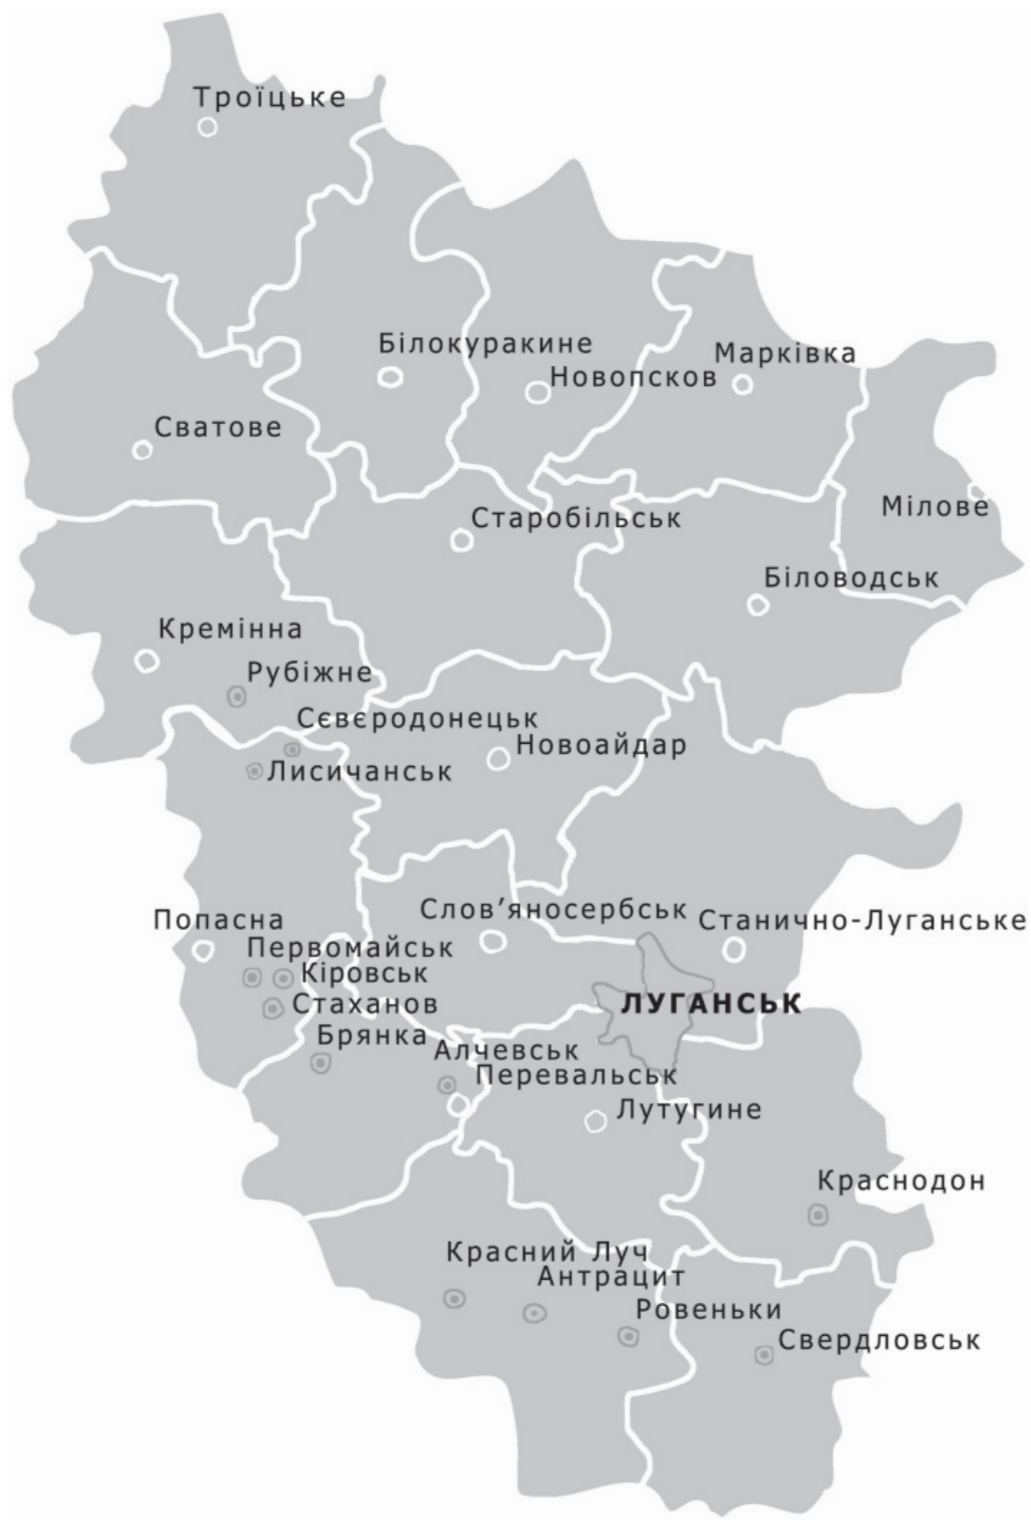 Троїцьке
Білокуракине
Марківка
Новопсков
Сватове
Мілове
Старобільськ
Біловодськ
Кремінна
Рубіжне
Сєвєродонецьк
Новоайдар
Лисичанськ
Слов’яносербськ
Попасна
Станично-Луганське
Первомайськ
Кіровськ
Стаханов
ЛУГАНСЬК
Брянка
Алчевськ
Перевальськ
Лутугине
Краснодон
Красний Луч
Антрацит
Ровеньки
Свердловськ